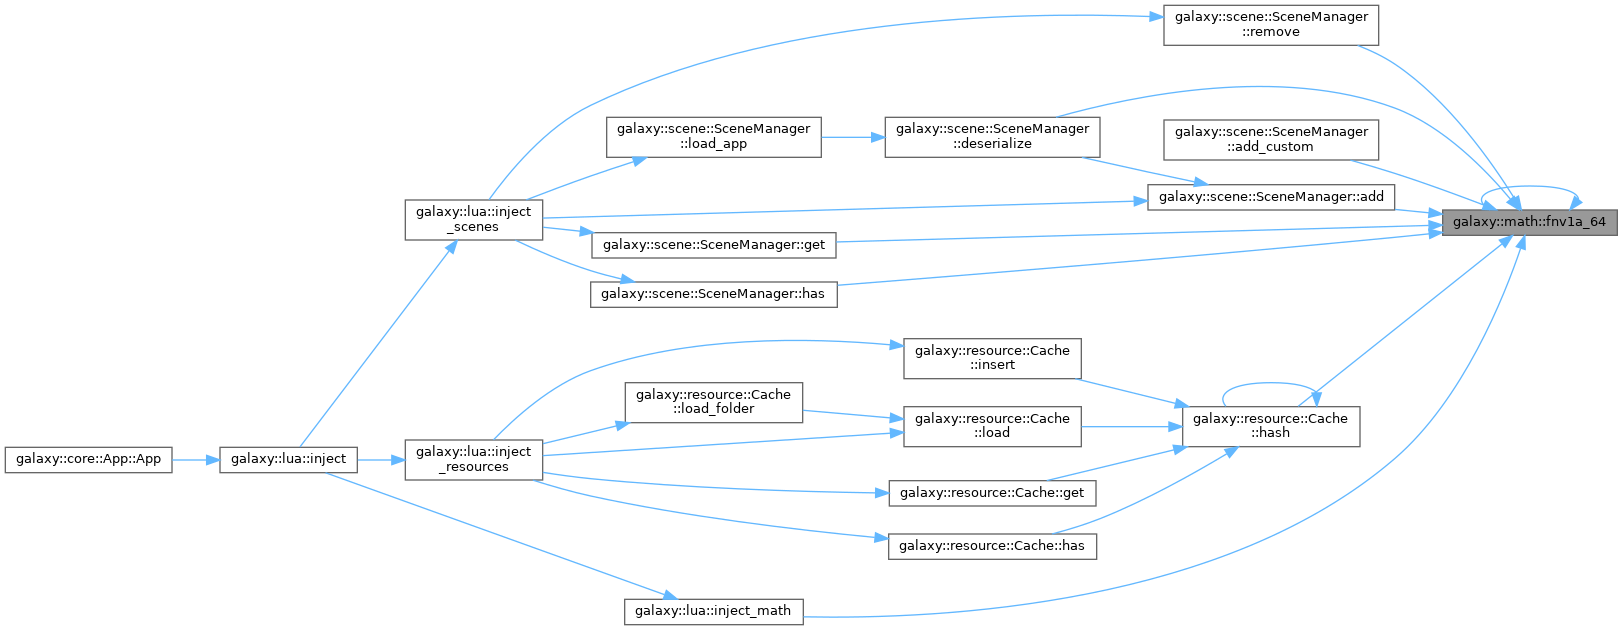 galaxy::scene::SceneManager
::remove
galaxy::scene::SceneManager
::load_app
galaxy::scene::SceneManager
::deserialize
galaxy::scene::SceneManager
::add_custom
galaxy::scene::SceneManager::add
galaxy::lua::inject
_scenes
galaxy::math::fnv1a_64
galaxy::scene::SceneManager::get
galaxy::scene::SceneManager::has
galaxy::resource::Cache
::insert
galaxy::resource::Cache
::load_folder
galaxy::resource::Cache
::load
galaxy::resource::Cache
::hash
galaxy::core::App::App
galaxy::lua::inject
galaxy::lua::inject
_resources
galaxy::resource::Cache::get
galaxy::resource::Cache::has
galaxy::lua::inject_math